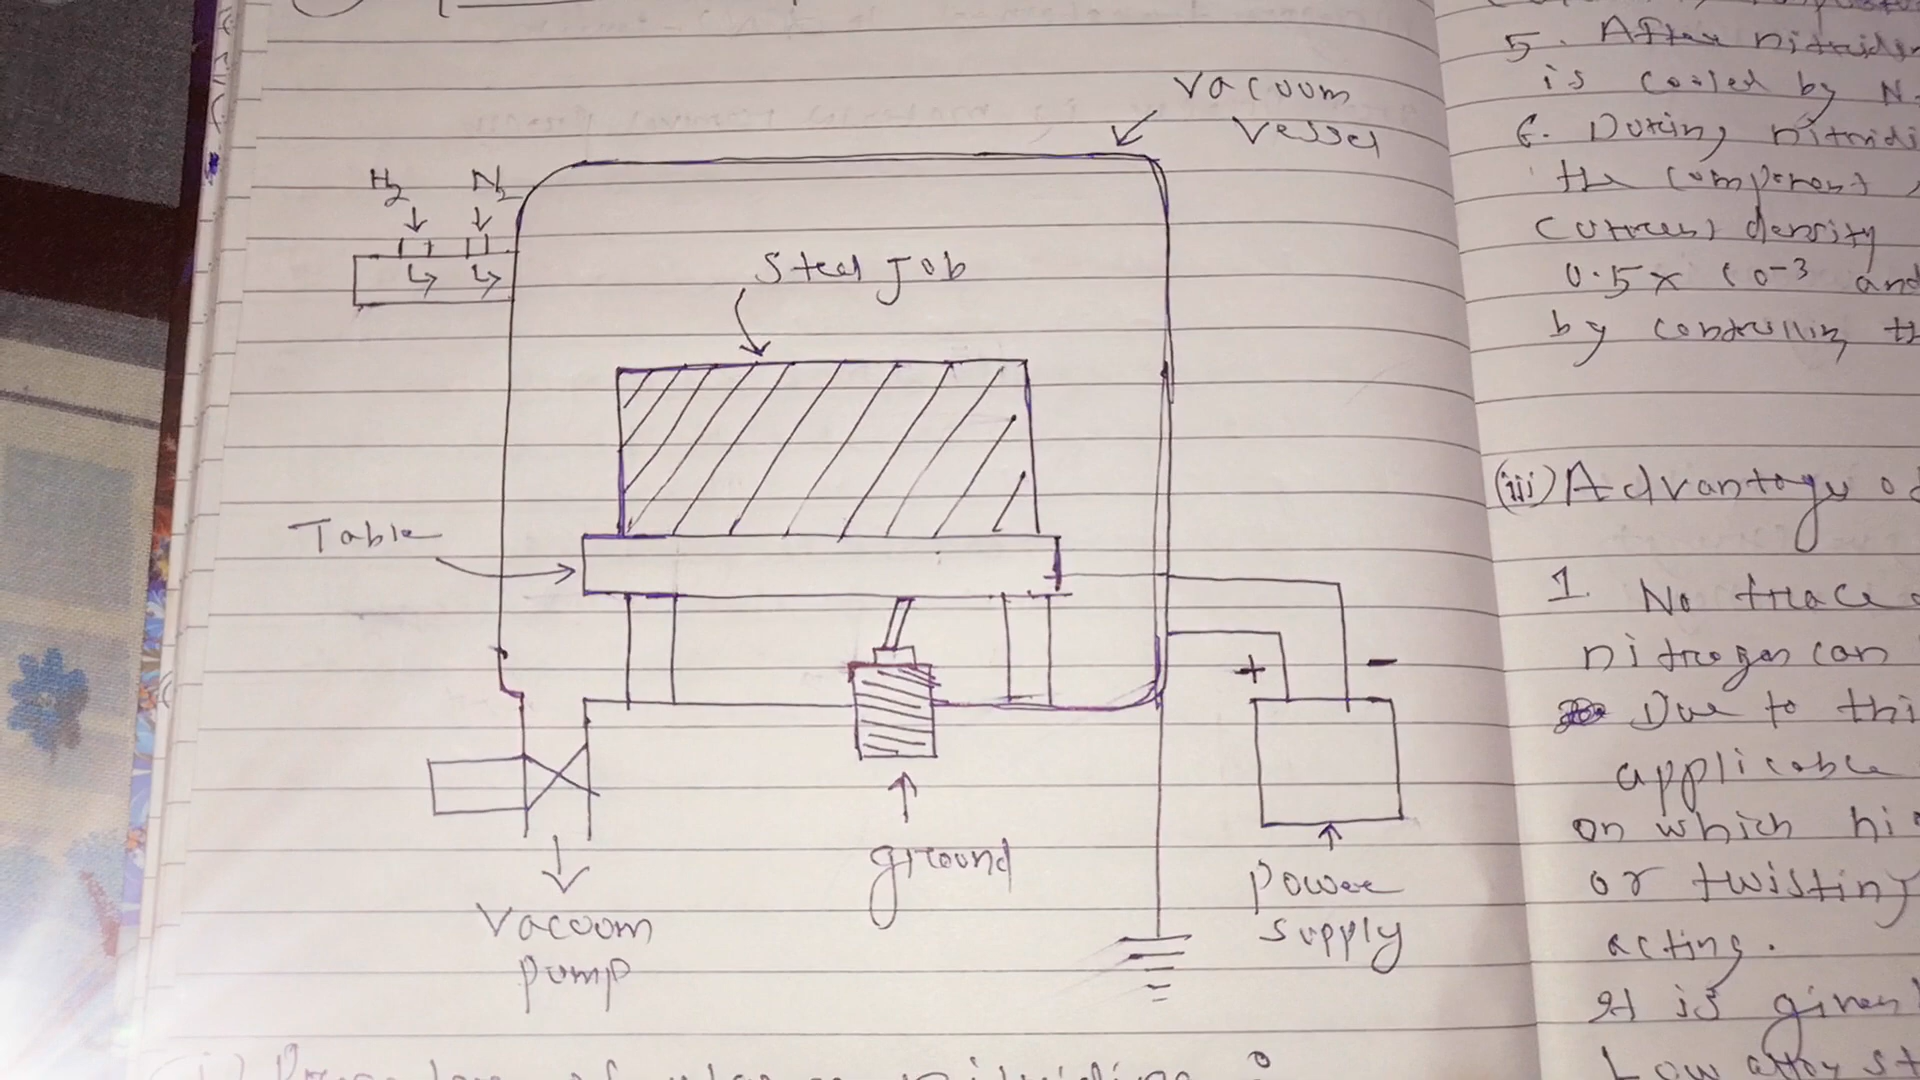 Vacuum
Vessel
H2 N2
Steel Job
Table
+ -
ground
Power
supply
Vacuum
pump
5. After
is cooled by
6. During
the component
current density
0.5 x 10-3 and
by controlling
(iii) Advantage
1. No trace
nitrogen can
Due to
applicable
on which
or twisting
acting.
It is given
Low alloy